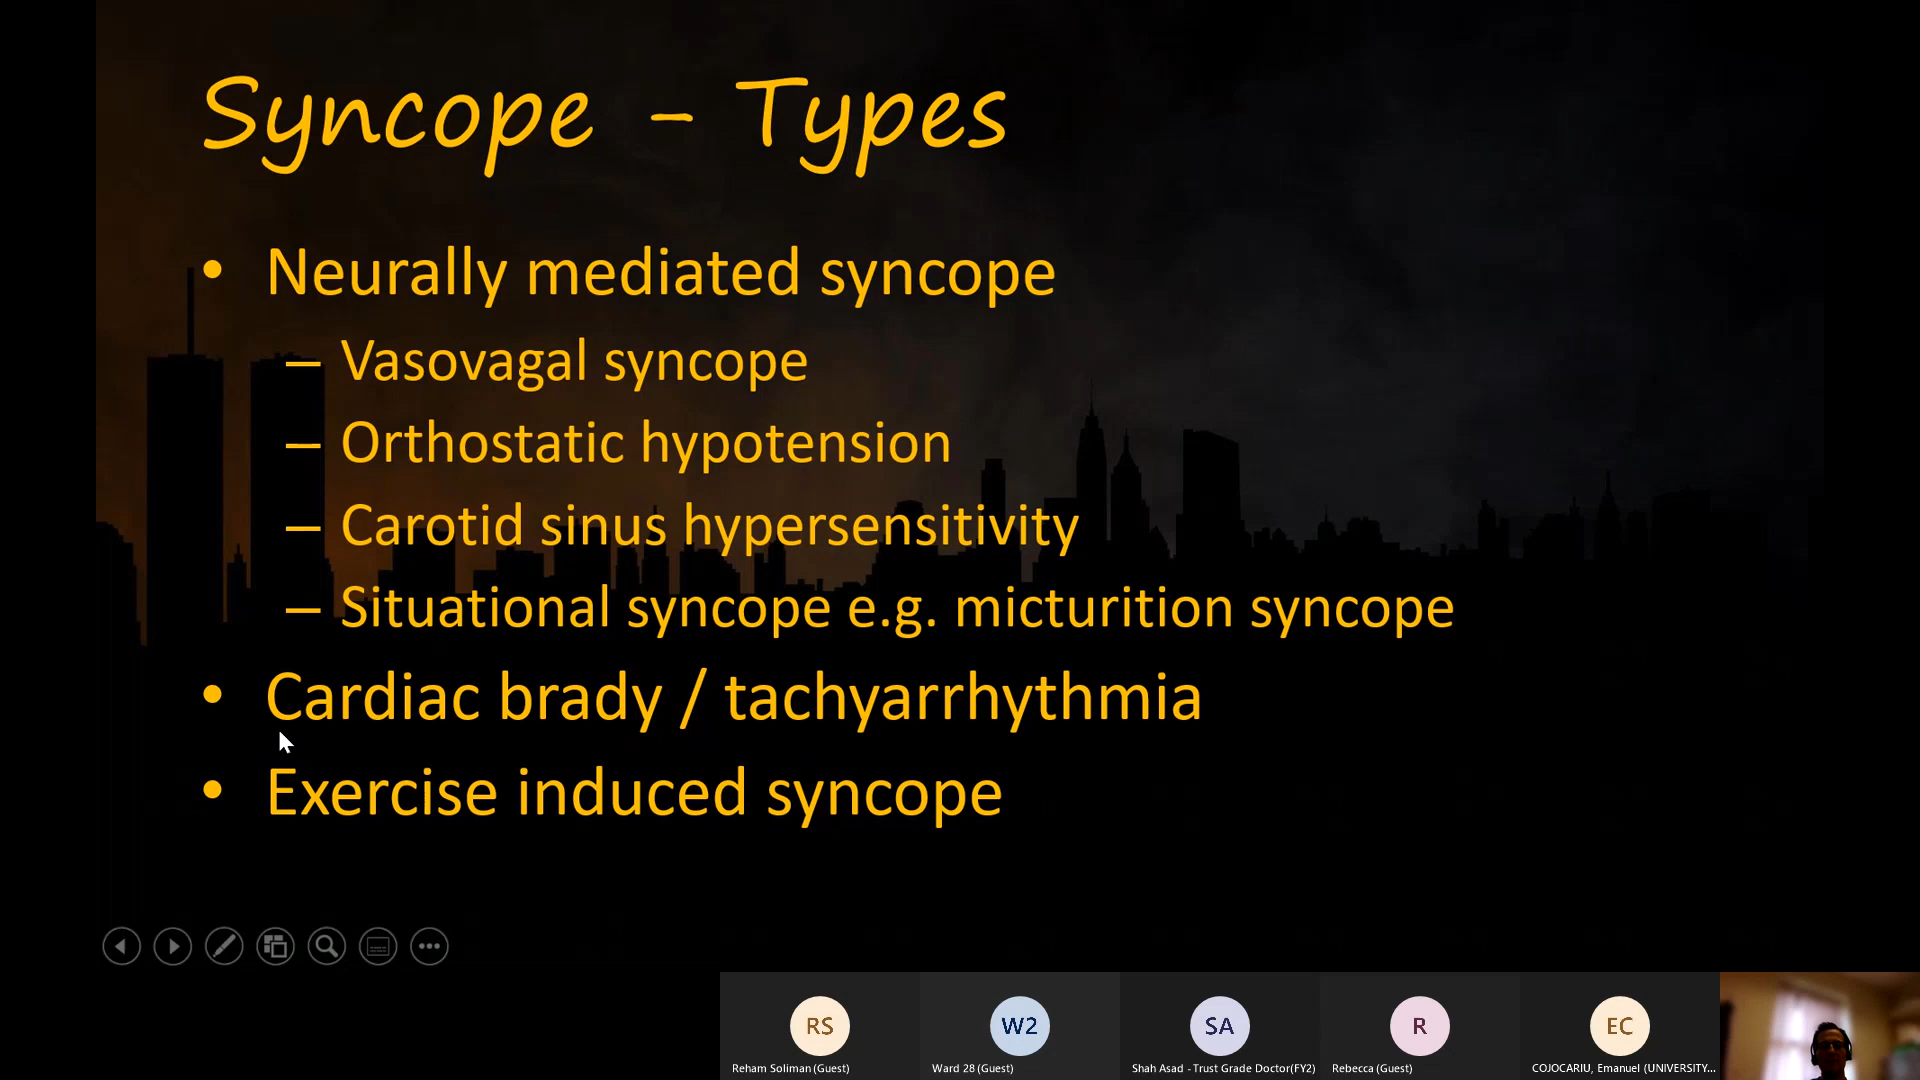 Syncope - Types
• Neurally mediated syncope
– Vasovagal syncope
– Orthostatic hypotension
– Carotid sinus hypersensitivity
– Situational syncope e.g. micturition syncope
• Cardiac brady / tachyarrhythmia
• Exercise induced syncope
RS
W2
SA
R
EC
Reham Soliman (Guest)
Ward 28 (Guest)
Shah Asad - Trust Grade Doctor(FY2)
Rebecca (Guest)
COJOCARIU, Emanuel (UNIVERSITY...